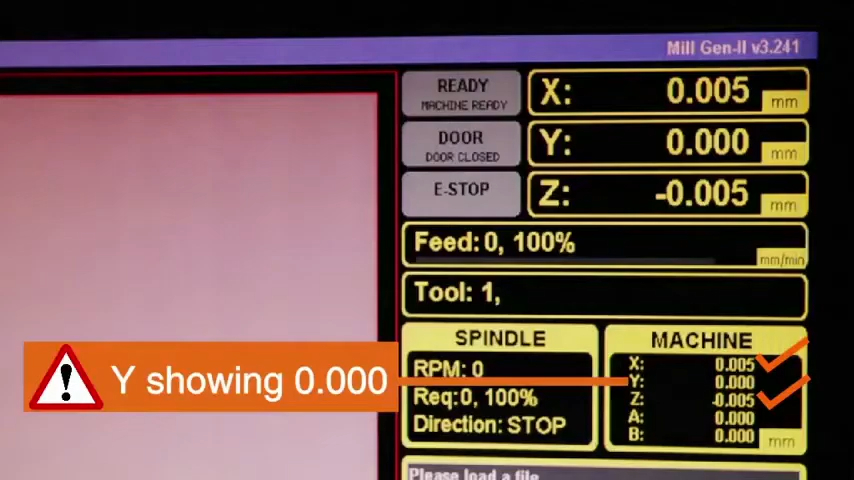 Mill Gen-II v3.241
READY
MACHINE READY
X: 0.005 mm
DOOR
DOOR CLOSED
Y: 0.000 mm
E-STOP
Z: -0.005 mm
Feed: 0, 100%
mm/min
Tool: 1,
SPINDLE
RPM: 0
Req:0, 100%
Direction: STOP
MACHINE
X: 0.005
Y: 0.000
Z: -0.005
A: 0.000
B: 0.000 mm
Y showing 0.000
Please load a file